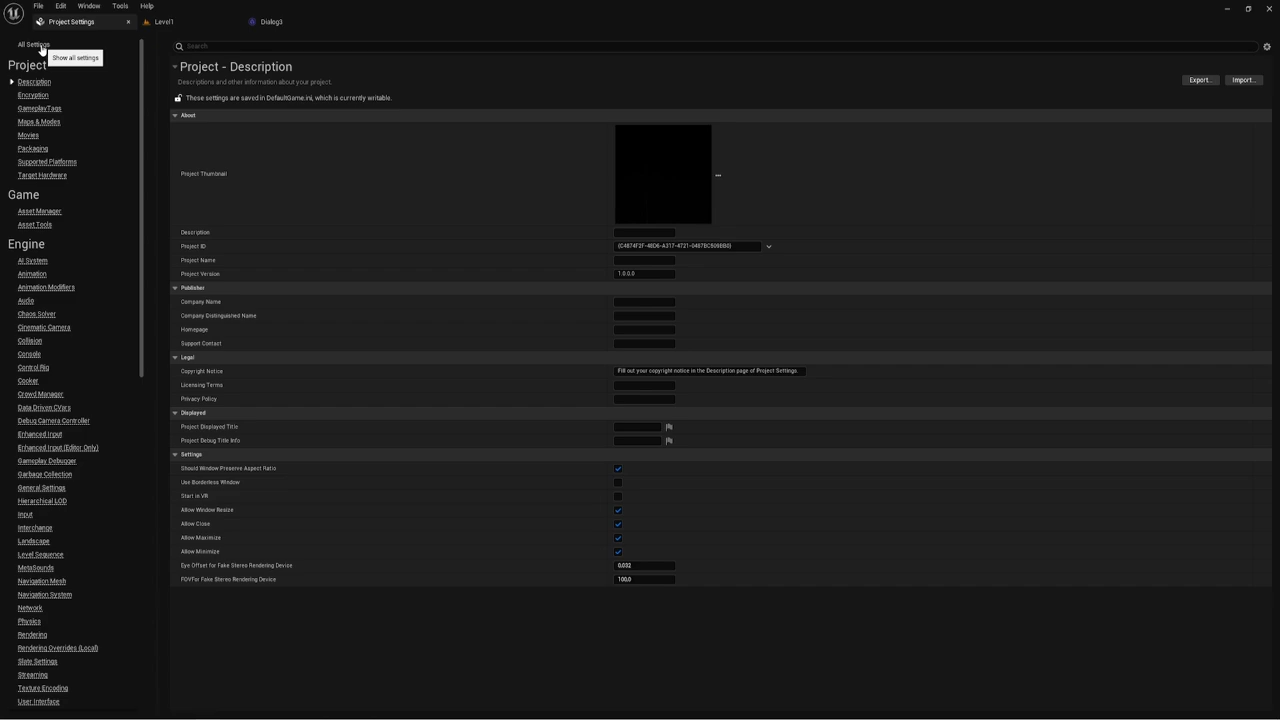 File Edit Window Tools Help
Project Settings × Level1 Dialog3
All Settings
Show all settings
Project
Description
Encryption
GameplayTags
Maps & Modes
Movies
Packaging
Supported Platforms
Target Hardware
Game
Asset Manager
Asset Tools
Engine
AI System
Animation
Animation Modifiers
Audio
Chaos Solver
Cinematic Camera
Collision
Console
Control Rig
Cooker
Crowd Manager
Data Driven CVars
Debug Camera Controller
Enhanced Input
Enhanced Input (Editor Only)
Gameplay Debugger
Garbage Collection
General Settings
Hierarchical LOD
Input
Interchange
Landscape
Level Sequence
MetaSounds
Navigation Mesh
Navigation System
Network
Physics
Rendering
Rendering Overrides (Local)
Slate Settings
Streaming
Texture Encoding
User Interface
Search
Project - Description
Descriptions and other information about your project.
Export... Import...
These settings are saved in DefaultGame.ini, which is currently writable.
About
Project Thumbnail
Description
Project ID
Project Name
Project Version 1.0.0.0
Publisher
Company Name
Company Distinguished Name
Homepage
Support Contact
Legal
Copyright Notice Fill out your copyright notice in the Description page of Project Settings.
Licensing Terms
Privacy Policy
Displayed
Project Displayed Title
Project Debug Title Info
Settings
Should Window Preserve Aspect Ratio
Use Borderless Window
Start in VR
Allow Window Resize
Allow Close
Allow Maximize
Allow Minimize
Eye Offset for Fake Stereo Rendering Device 0,032
FOVFor Fake Stereo Rendering Device 100,0